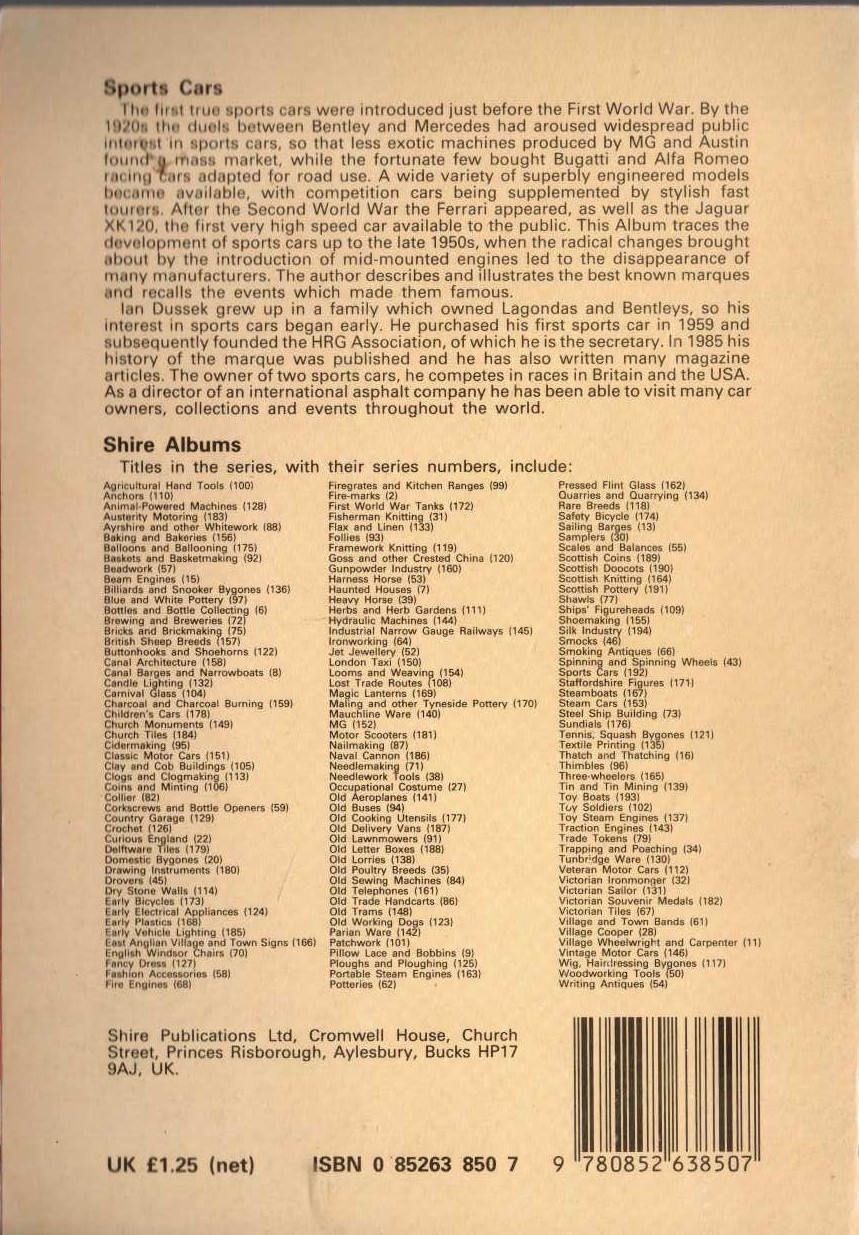 Sports Cars
The first true sports cars were introduced just before the First World War. By the
1920s the duels between Bentley and Mercedes had aroused widespread public
interest in sports cars, so that less exotic machines produced by MG and Austin
found a mass market, while the fortunate few bought Bugatti and Alfa Romeo
racing cars adapted for road use. A wide variety of superbly engineered models
became available, with competition cars being supplemented by stylish fast
tourers. After the Second World War the Ferrari appeared, as well as the Jaguar
XK120, the first very high speed car available to the public. This Album traces the
development of sports cars up to the late 1950s, when the radical changes brought
about by the introduction of mid-mounted engines led to the disappearance of
many manufacturers. The author describes and illustrates the best known marques
and recalls the events which made them famous.
Ian Dussek grew up in a family which owned Lagondas and Bentleys, so his
interest in sports cars began early. He purchased his first sports car in 1959 and
subsequently founded the HRG Association, of which he is the secretary. In 1985 his
history of the marque was published and he has also written many magazine
articles. The owner of two sports cars, he competes in races in Britain and the USA.
As a director of an international asphalt company he has been able to visit many car
owners, collections and events throughout the world.
Shire Albums
Titles in the series, with their series numbers, include:
Agricultural Hand Tools (100)
Anchors (110)
Animal-Powered Machines (128)
Austerity Motoring (183)
Ayrshire and other Whitework (88)
Baking and Bakeries (156)
Balloons and Ballooning (175)
Baskets and Basketmaking (92)
Beadwork (57)
Beam Engines (15)
Billiards and Snooker Bygones (136)
Blue and White Pottery (97)
Bottles and Bottle Collecting (6)
Brewing and Breweries (72)
Bricks and Brickmaking (75)
British Sheep Breeds (157)
Buttonhooks and Shoehorns (122)
Canal Architecture (158)
Canal Barges and Narrowboats (8)
Candle Lighting (132)
Carnival Glass (104)
Charcoal and Charcoal Burning (159)
Children's Cars (178)
Church Monuments (149)
Church Tiles (184)
Cidermaking (95)
Classic Motor Cars (151)
Clay and Cob Buildings (105)
Clogs and Clogmaking (113)
Coins and Minting (106)
Collier (82)
Corkscrews and Bottle Openers (59)
Country Garage (129)
Crochet (126)
Curious England (22)
Delftware Tiles (179)
Domestic Bygones (20)
Drawing Instruments (180)
Drovers (45)
Dry Stone Walls (114)
Early Bicycles (173)
Early Electrical Appliances (124)
Early Plastics (168)
Early Vehicle Lighting (185)
East Anglian Village and Town Signs (166)
English Windsor Chairs (70)
Fancy Dress (127)
Fashion Accessories (58)
Fire Engines (68)
Firegrates and Kitchen Ranges (99)
Fire-marks (2)
First World War Tanks (172)
Fisherman Knitting (31)
Flax and Linen (133)
Follies (93)
Framework Knitting (119)
Goss and other Crested China (120)
Gunpowder Industry (160)
Harness Horse (53)
Haunted Houses (7)
Heavy Horse (39)
Herbs and Herb Gardens (111)
Hydraulic Machines (144)
Industrial Narrow Gauge Railways (145)
Ironworking (64)
Jet Jewellery (52)
London Taxi (150)
Looms and Weaving (154)
Lost Trade Routes (108)
Magic Lanterns (169)
Maling and other Tyneside Pottery (170)
Mauchline Ware (140)
MG (152)
Motor Scooters (181)
Nailmaking (87)
Naval Cannon (186)
Needlemaking (71)
Needlework Tools (38)
Occupational Costume (27)
Old Aeroplanes (141)
Old Buses (94)
Old Cooking Utensils (177)
Old Delivery Vans (187)
Old Lawnmowers (91)
Old Letter Boxes (188)
Old Lorries (138)
Old Poultry Breeds (35)
Old Sewing Machines (84)
Old Telephones (161)
Old Trade Handcarts (86)
Old Trams (148)
Old Working Dogs (123)
Parian Ware (142)
Patchwork (101)
Pillow Lace and Bobbins (9)
Ploughs and Ploughing (125)
Portable Steam Engines (163)
Potteries (62)
Pressed Flint Glass (162)
Quarries and Quarrying (134)
Rare Breeds (118)
Safety Bicycle (174)
Sailing Barges (13)
Samplers (30)
Scales and Balances (55)
Scottish Coins (189)
Scottish Doocots (190)
Scottish Knitting (164)
Scottish Pottery (191)
Shawls (77)
Ships' Figureheads (109)
Shoemaking (155)
Silk Industry (194)
Smocks (46)
Smoking Antiques (66)
Spinning and Spinning Wheels (43)
Sports Cars (192)
Staffordshire Figures (171)
Steamboats (167)
Steam Cars (153)
Steel Ship Building (73)
Sundials (176)
Tennis, Squash Bygones (121)
Textile Printing (135)
Thatch and Thatching (16)
Thimbles (96)
Three-wheelers (165)
Tin and Tin Mining (139)
Toy Boats (193)
Toy Soldiers (102)
Toy Steam Engines (137)
Traction Engines (143)
Trade Tokens (79)
Trapping and Poaching (34)
Tunbridge Ware (130)
Veteran Motor Cars (112)
Victorian Ironmonger (32)
Victorian Sailor (131)
Victorian Souvenir Medals (182)
Victorian Tiles (67)
Village and Town Bands (61)
Village Cooper (28)
Village Wheelwright and Carpenter (11)
Vintage Motor Cars (146)
Wig, Hairdressing Bygones (117)
Woodworking Tools (50)
Writing Antiques (54)
Shire Publications Ltd, Cromwell House, Church
Street, Princes Risborough, Aylesbury, Bucks HP17
9AJ, UK.
UK £1.25 (net)
ISBN 0 85263 850 7
9 780852 638507